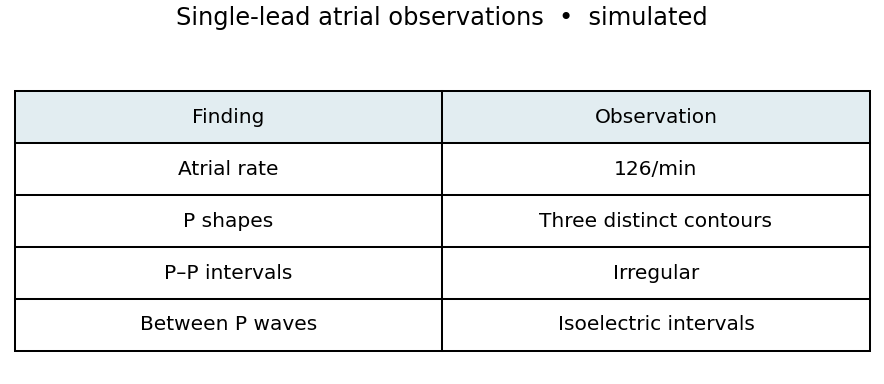 Single-lead atrial observations • simulated
Finding Observation
Atrial rate 126/min
P shapes Three distinct contours
P–P intervals Irregular
Between P waves Isoelectric intervals